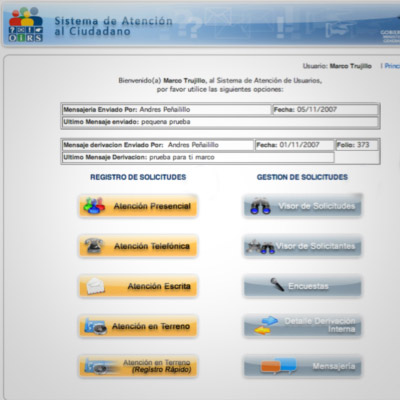 OIRS
Sistema de Atención
al Ciudadano
Usuario: Marco Trujillo | Princ
Bienvenido(a) Marco Trujillo, al Sistema de Atención de Usuarios,
por favor utilice las siguientes opciones:
Mensajeria Enviado Por: Andres Peñailillo Fecha: 05/11/2007
Ultimo Mensaje enviado: pequena prueba
Mensaje derivacion Enviado Por: Andres Peñailillo Fecha: 01/11/2007 Folio: 373
Ultimo Mensaje Derivacion: prueba para ti marco
REGISTRO DE SOLICITUDES GESTION DE SOLICITUDES
Atención Presencial Visor de Solicitudes
Atención Telefónica Visor de Solicitantes
Atención Escrita Encuestas
Atención en Terreno Detalle Derivación
Interna
Atención en Terreno
(Registro Rápido) Mensajería